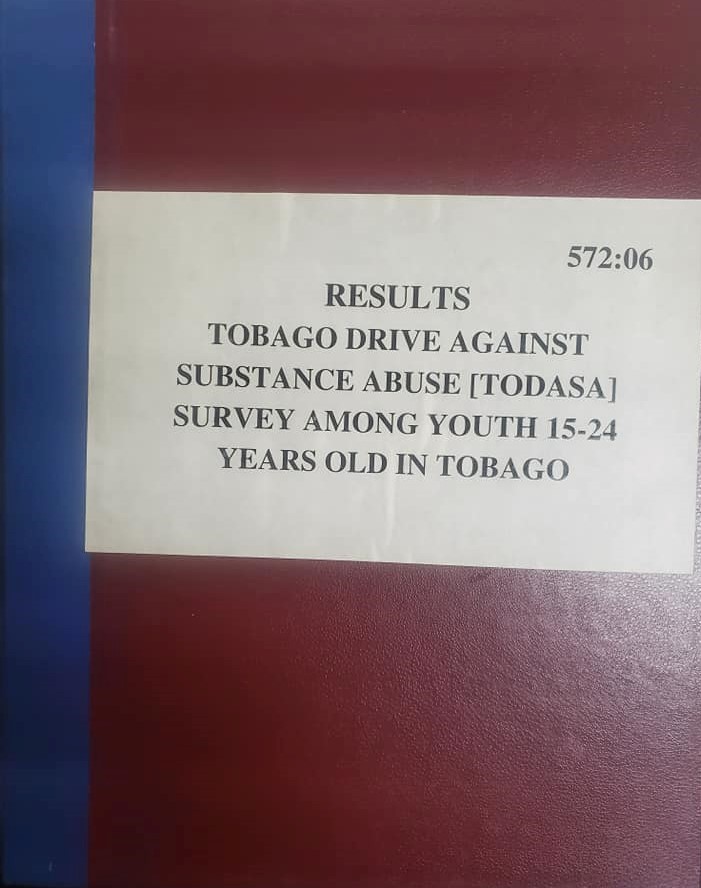 572:06
RESULTS
TOBAGO DRIVE AGAINST
SUBSTANCE ABUSE [TODASA]
SURVEY AMONG YOUTH 15-24
YEARS OLD IN TOBAGO